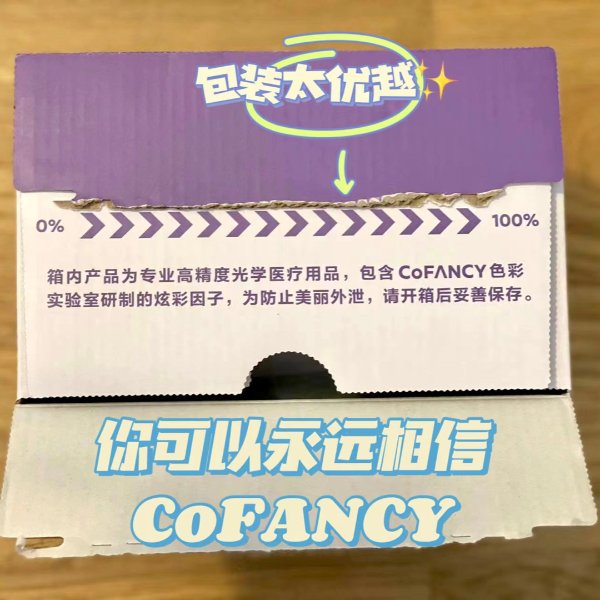 包装太优越
0% 100%
箱内产品为专业高精度光学医疗用品，包含 CoFANCY 色彩
实验室研制的炫彩因子，为防止美丽外泄，请开箱后妥善保存。
你可以永远相信
CoFANCY